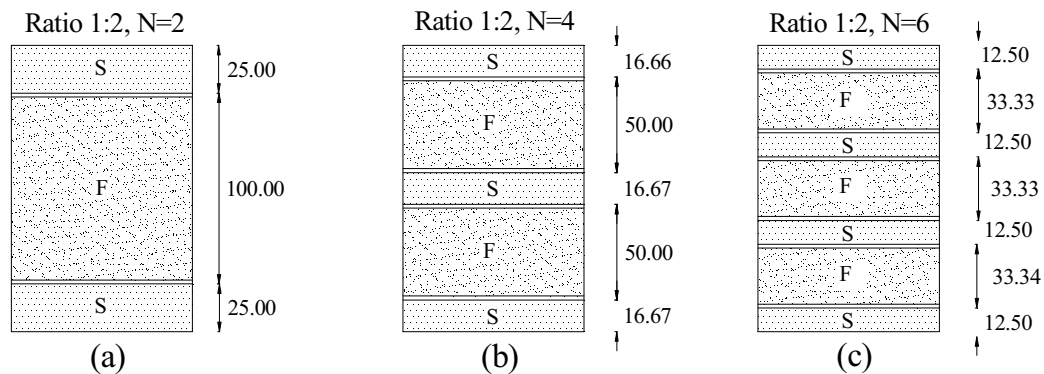 Ratio 1:2, N=2
S
25.00
F
100.00
S
25.00
(a)
Ratio 1:2, N=4
S
16.66
F
50.00
S
16.67
F
50.00
S
16.67
(b)
Ratio 1:2, N=6
S
12.50
F
33.33
S
12.50
F
33.33
S
12.50
F
33.34
S
12.50
(c)